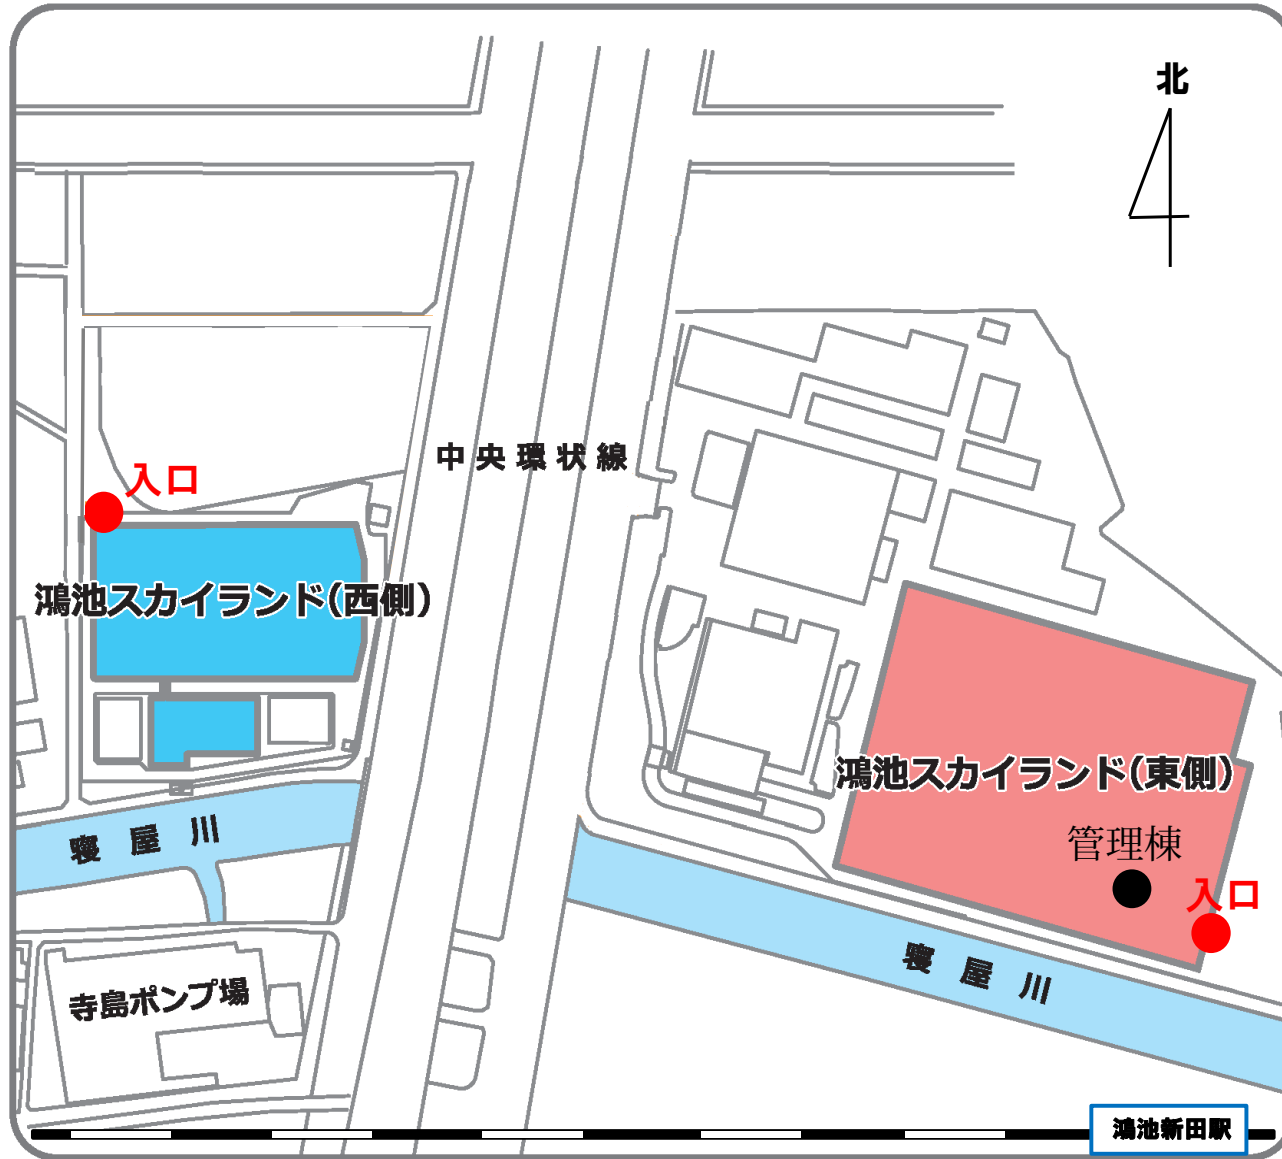 北
中央環状線
入口
鴻池スカイランド(西側)
鴻池スカイランド(東側)
寝屋川
管理棟
入口
寝屋川
寺島ポンプ場
鴻池新田駅